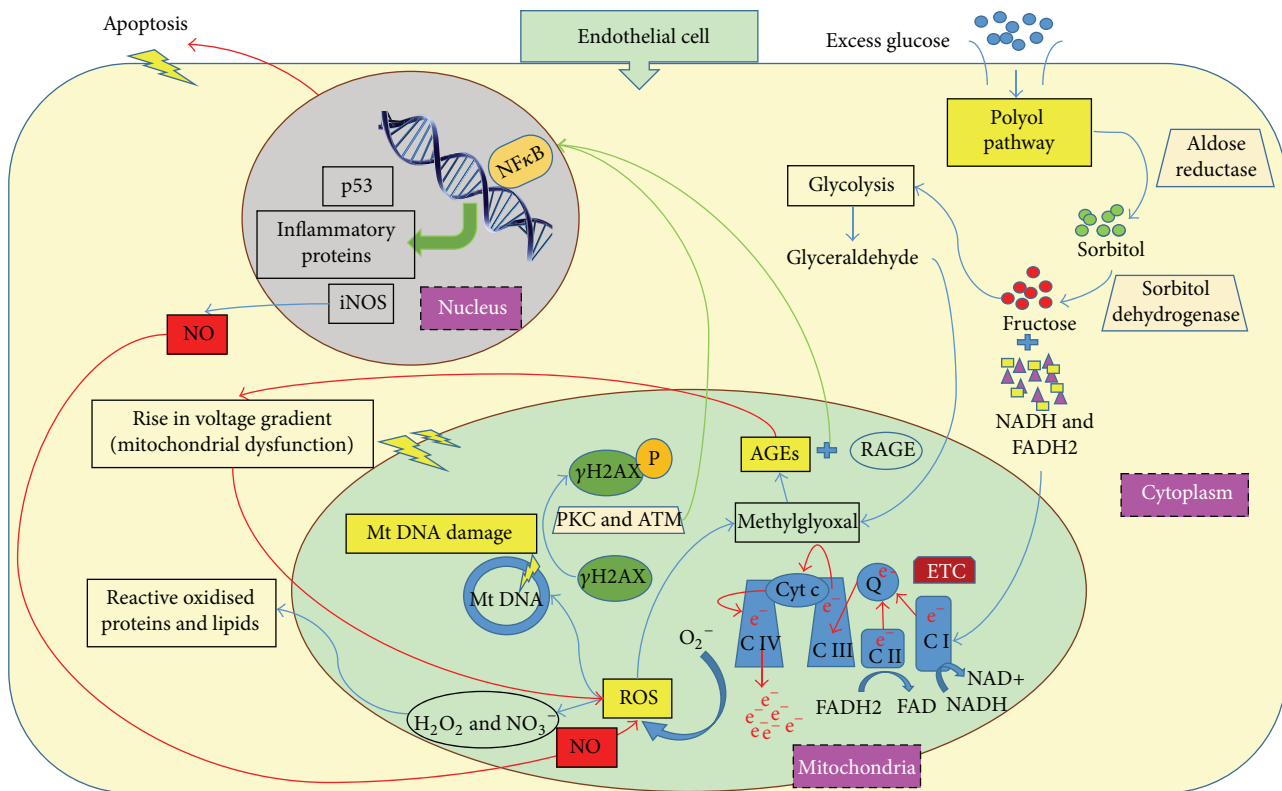 Apoptosis
Endothelial cell
Excess glucose
Polyol
pathway
Aldose
reductase
NFκB
p53
Inflammatory
proteins
iNOS
Nucleus
NO
Glycolysis
Glyceraldehyde
Sorbitol
Sorbitol
dehydrogenase
Fructose
NADH and
FADH2
Cytoplasm
Rise in voltage gradient
(mitochondrial dysfunction)
AGEs
RAGE
γH2AX
P
PKC and ATM
Methylglyoxal
Mt DNA damage
γH2AX
Mt DNA
Reactive oxidised
proteins and lipids
Cyt c
Q
e⁻
ETC
e⁻
C IV
e⁻
C III
e⁻
C II
e⁻
C I
O₂⁻
NAD+
NADH
FADH2
FAD
ROS
e⁻
e⁻
e⁻
e⁻
e⁻
e⁻
e⁻
H₂O₂ and NO₃⁻
NO
Mitochondria